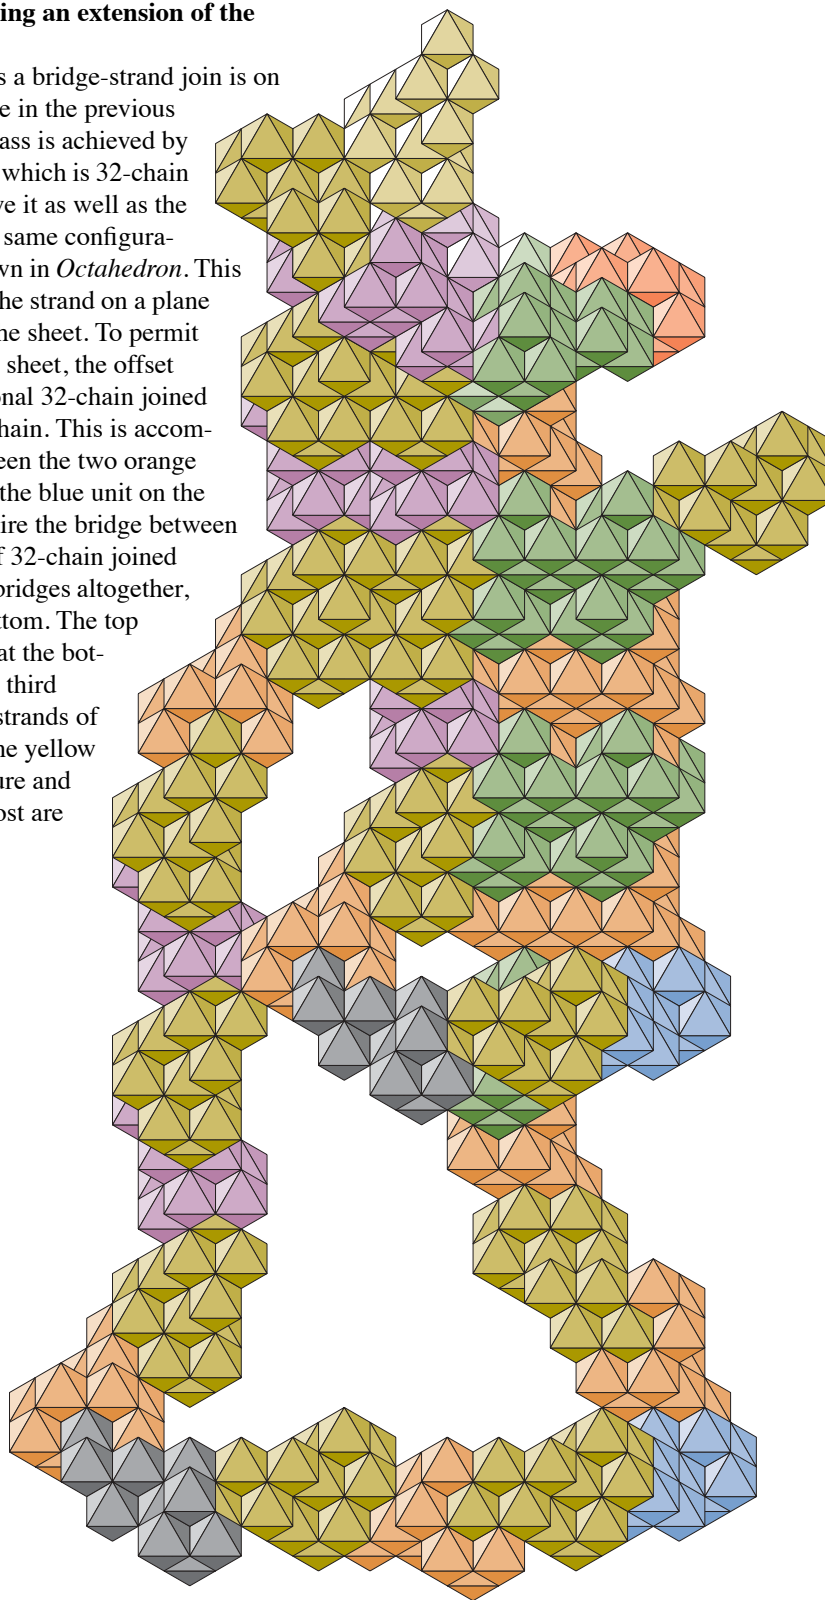 ing an extension of the
s a bridge-strand join is on
e in the previous
ass is achieved by
which is 32-chain
ve it as well as the
same configura-
wn in Octahedron. This
he strand on a plane
ne sheet. To permit
sheet, the offset
onal 32-chain joined
hain. This is accom-
een the two orange
the blue unit on the
ire the bridge between
f 32-chain joined
bridges altogether,
ttom. The top
at the bot-
third
strands of
he yellow
ure and
ost are